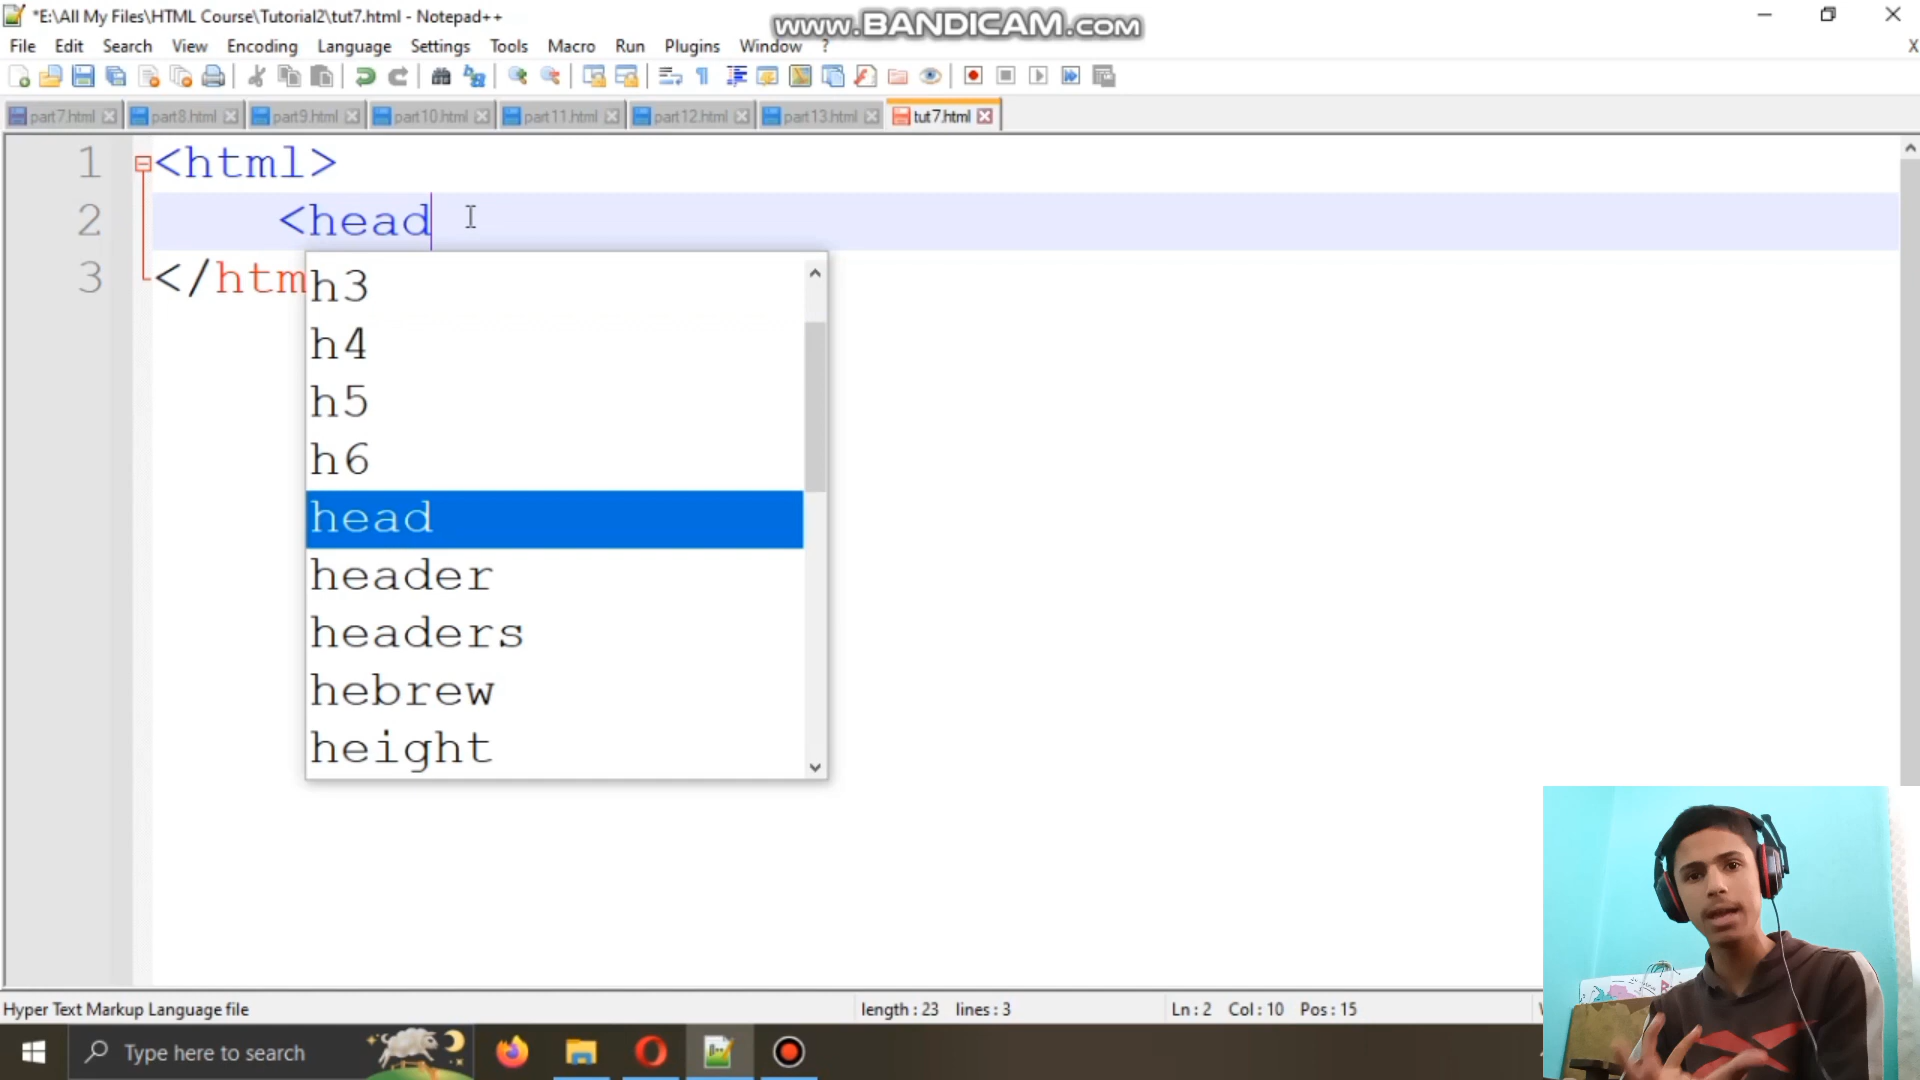 *E:\All My Files\HTML Course\Tutorial2\tut7.html - Notepad++
www.BANDICAM.com
File Edit Search View Encoding Language Settings Tools Macro Run Plugins Window ? X
part7.html part8.html part9.html part10.html part11.html part12.html part13.html tut7.html
1 <html>
2 <head
3 </htm
h3
h4
h5
h6
head
header
headers
hebrew
height
Hyper Text Markup Language file length : 23 lines : 3 Ln : 2 Col : 10 Pos : 15
Type here to search